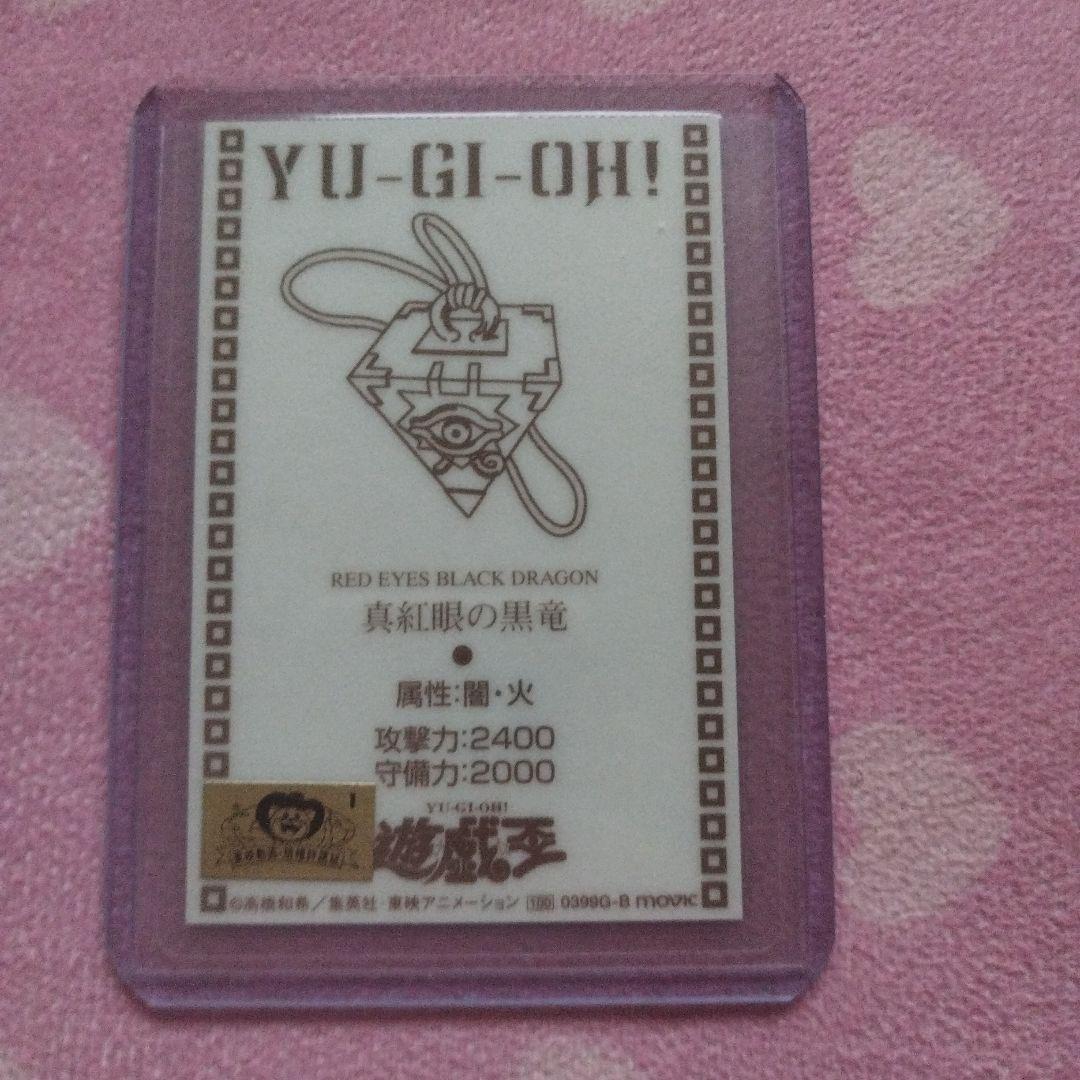 YU-GI-OH!
RED EYES BLACK DRAGON
真紅眼の黒竜
●
属性:闇・火
攻撃力:2400
守備力:2000
YU-GI-OH!
遊戯王
©高橋和希/集英社・東映アニメーション 100 0399G-B movic